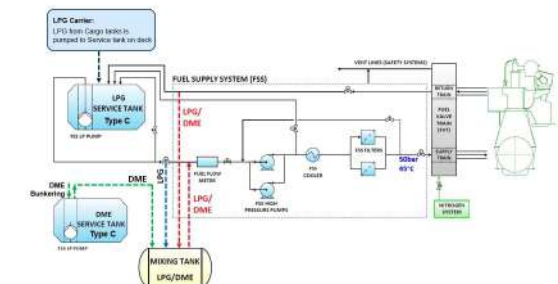 LPG Carrier:
LPG from Cargo tanks is
pumped to Service tank on deck
VENT LINES (SAFETY SYSTEMS)
FUEL SUPPLY SYSTEM (FSS)
LPG
SERVICE TANK
Type C
LPG/
DME
RETURN
TRAIN
FUEL
VALVE
TRAIN
(FVT)
SUPPLY
TRAIN
FSS FILTERS
FSS
COOLER
50bar
45°C
FUEL FLOW
METER
FSS HIGH
PRESSURE PUMPS
NITROGEN
SYSTEM
DME
Bunkering
DME
LPG
LPG/
DME
DME
SERVICE TANK
Type C
MIXING TANK
LPG/DME